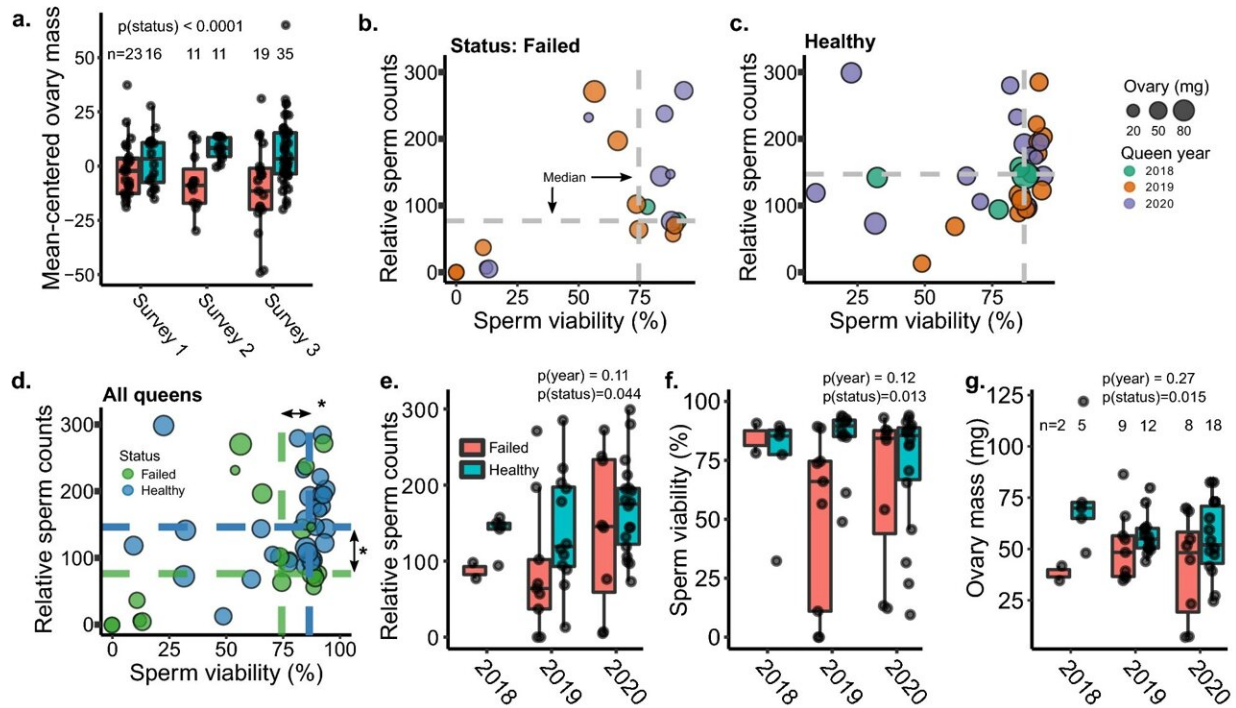 a.
p(status) < 0.0001
n=23 16 11 11 19 35
Mean-centered ovary mass
50
25
0
−25
−50
Survey 1
Survey 2
Survey 3
b.
Status: Failed
Relative sperm counts
300
200
100
0
Median
0 25 50 75
Sperm viability (%)
c.
Healthy
Relative sperm counts
300
200
100
0
25 50 75
Sperm viability (%)
Ovary (mg)
20 50 80
Queen year
2018
2019
2020
d.
All queens
Relative sperm counts
300
200
100
0
Status
Failed
Healthy
*
*
0 25 50 75 100
Sperm viability (%)
e.
p(year) = 0.11
p(status)=0.044
Relative sperm counts
300
250
200
150
100
50
0
Failed
Healthy
2018
2019
2020
f.
p(year) = 0.12
p(status)=0.013
Sperm viability (%)
100
75
50
25
0
2018
2019
2020
g.
p(year) = 0.27
p(status)=0.015
n=2 5 9 12 8 18
Ovary mass (mg)
125
100
75
50
25
2018
2019
2020